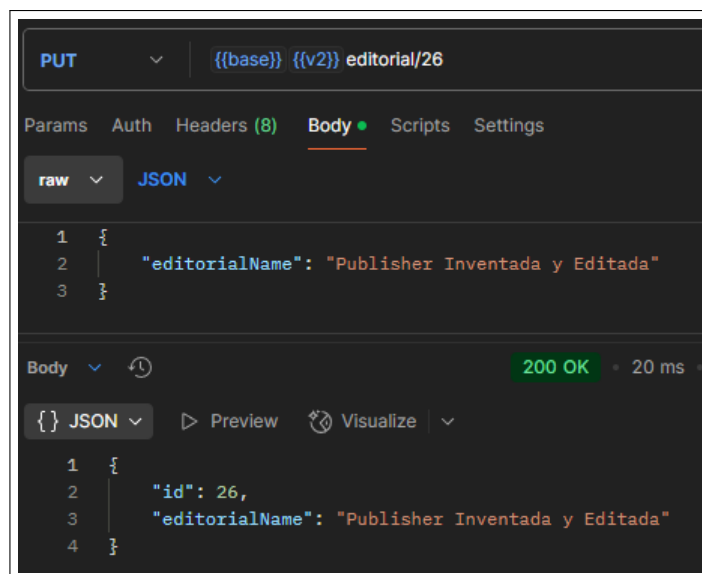 PUT {{base}} {{v2}} editorial/26
Params Auth Headers (8) Body Scripts Settings
raw JSON
1 {
2 "editorialName": "Publisher Inventada y Editada"
3 }
Body 200 OK 20 ms
{} JSON Preview Visualize
1 {
2 "id": 26,
3 "editorialName": "Publisher Inventada y Editada"
4 }